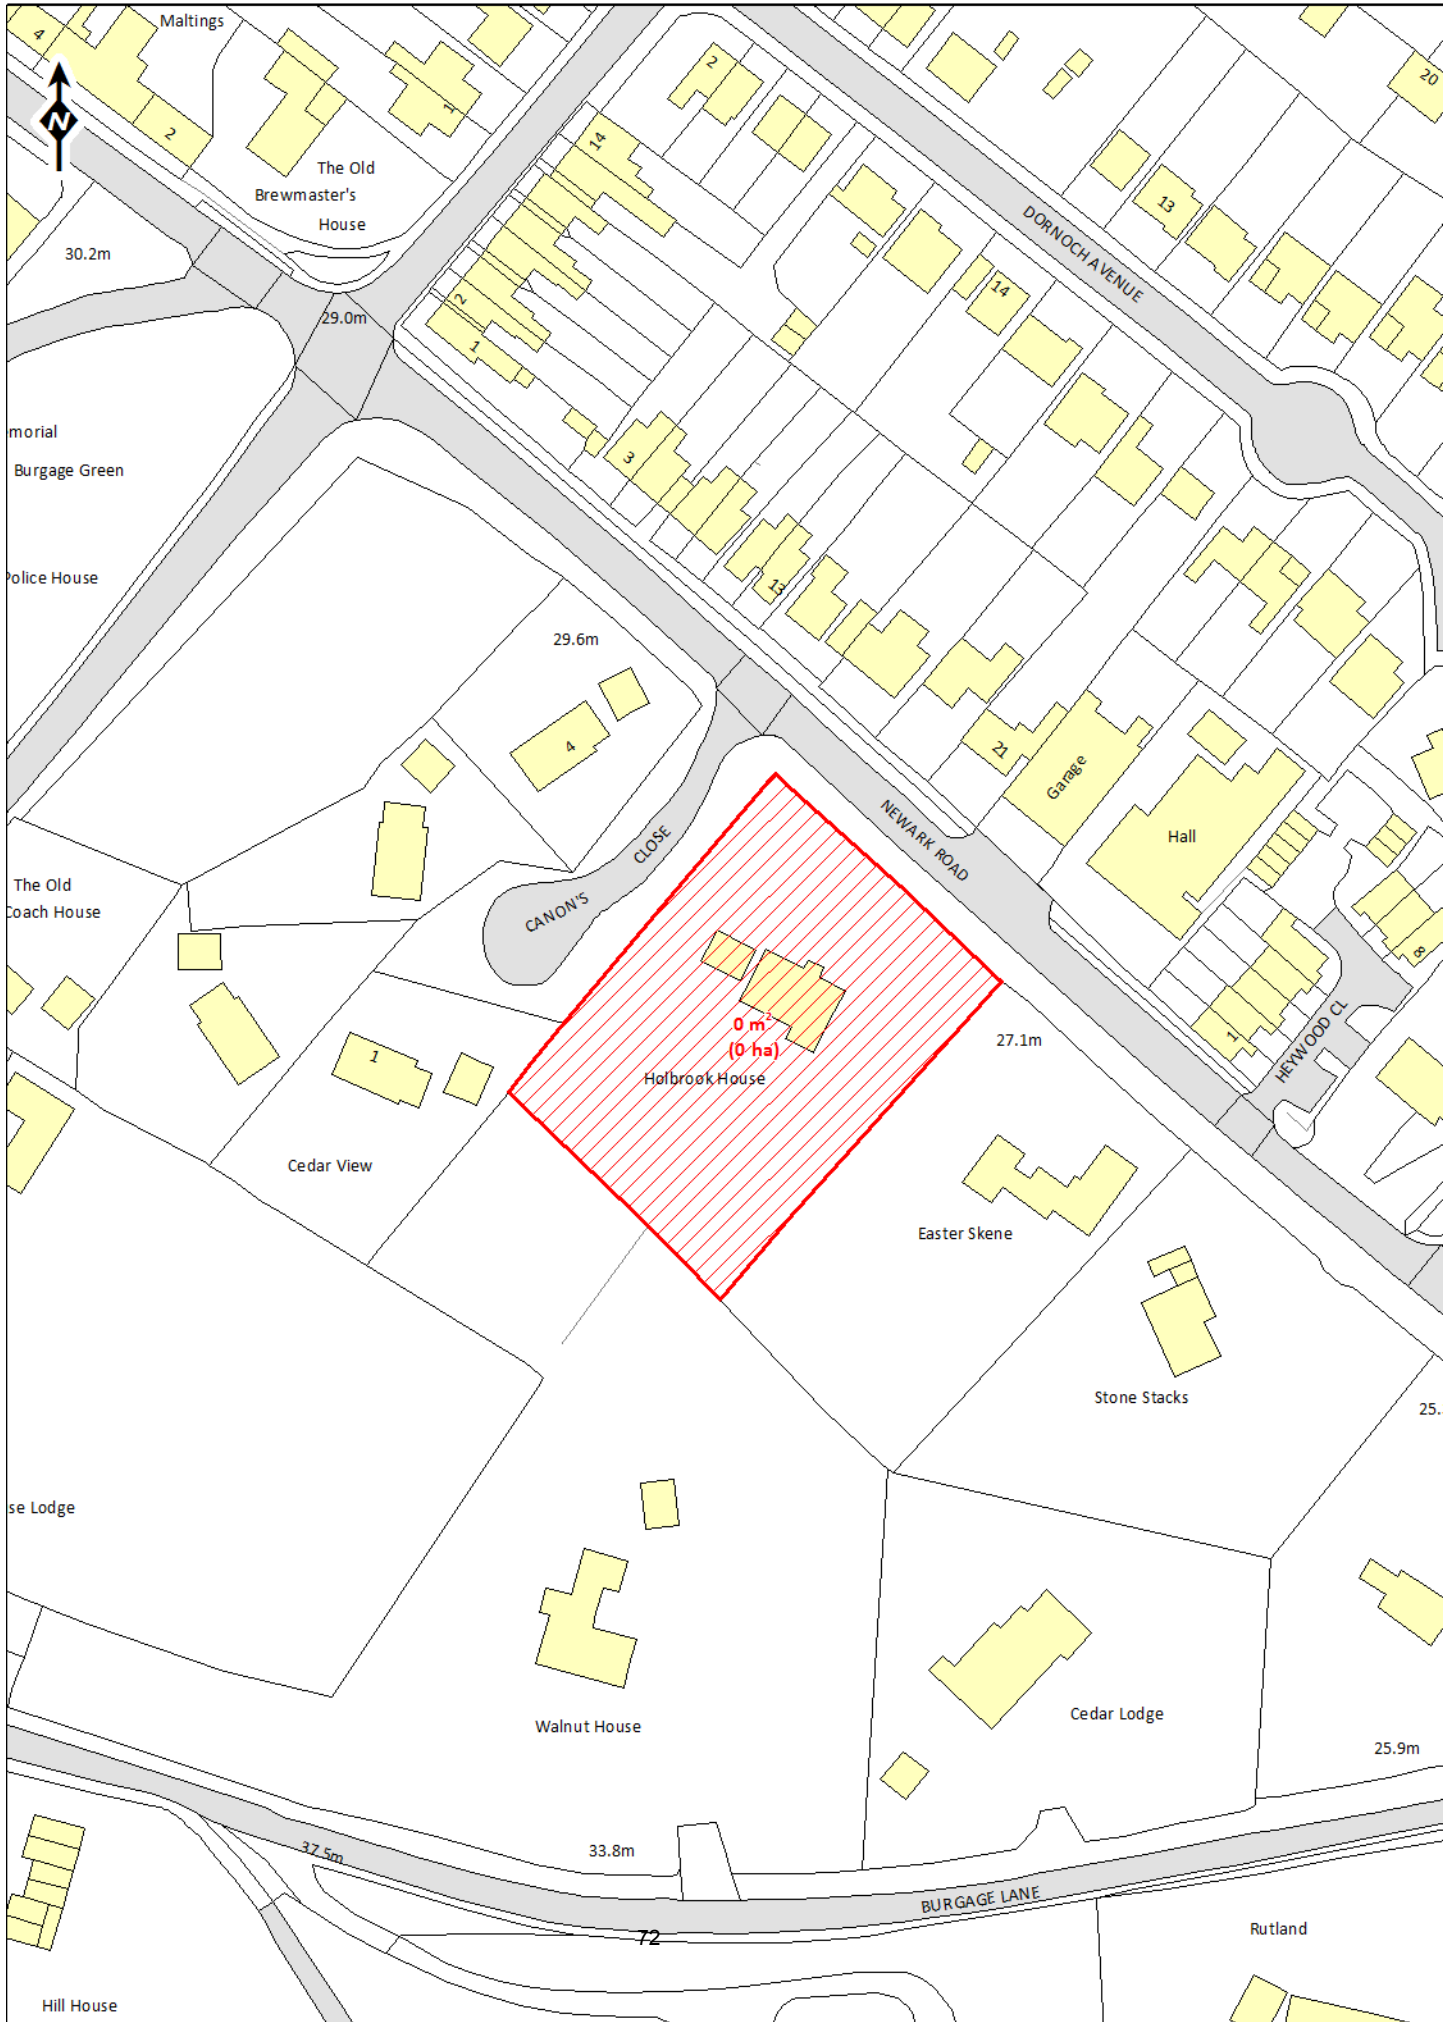 Maltings
4
N
2
1
The Old
Brewmaster's
House
2
14
20
13
DORNOCH AVENUE
30.2m
29.0m
2
1
14
morial
Burgage Green
3
Police House
13
29.6m
4
21
Garage
Hall
NEWARK ROAD
CANON'S CLOSE
The Old
Coach House
8
1
HEYWOOD CL
0 m²
(0 ha)
27.1m
Holbrook House
1
Cedar View
Easter Skene
Stone Stacks
25.
se Lodge
Walnut House
Cedar Lodge
25.9m
37.5m
33.8m
BURGAGE LANE
72
Rutland
Hill House